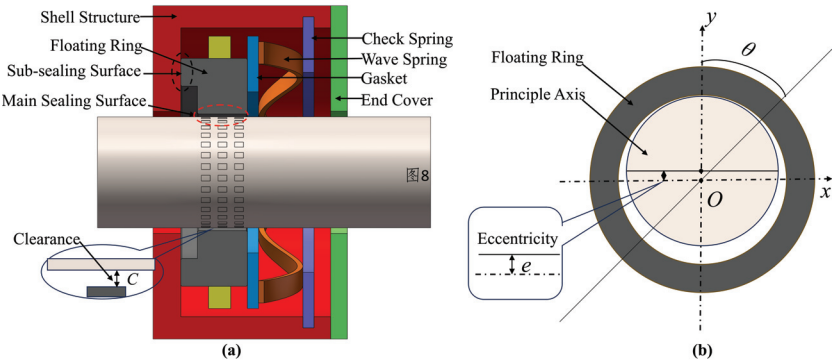 Shell Structure
Floating Ring
Sub-sealing Surface
Main Sealing Surface
Check Spring
Wave Spring
Gasket
End Cover
图8
Clearance
C
(a)
y
θ
Floating Ring
Principle Axis
O
x
Eccentricity
e
(b)